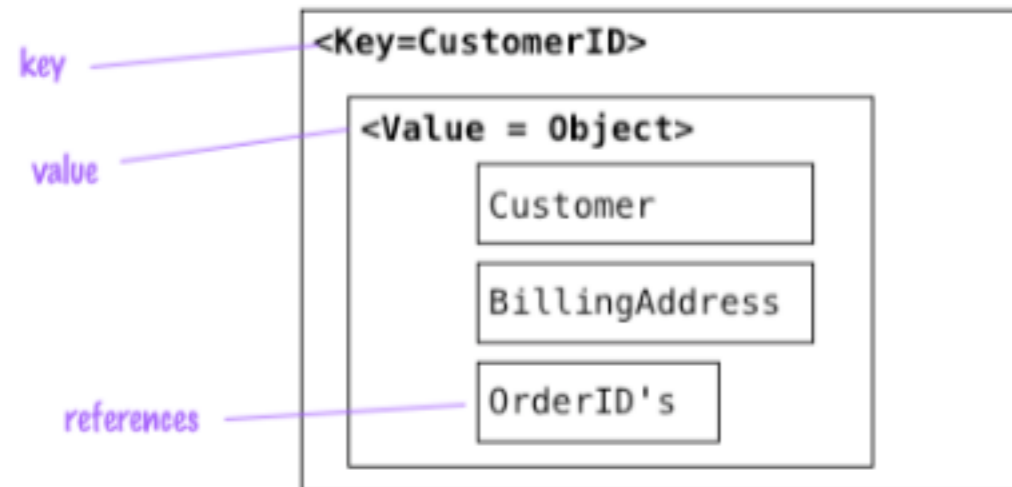 key
<Key=CustomerID>
value
<Value = Object>
Customer
BillingAddress
references
OrderID's